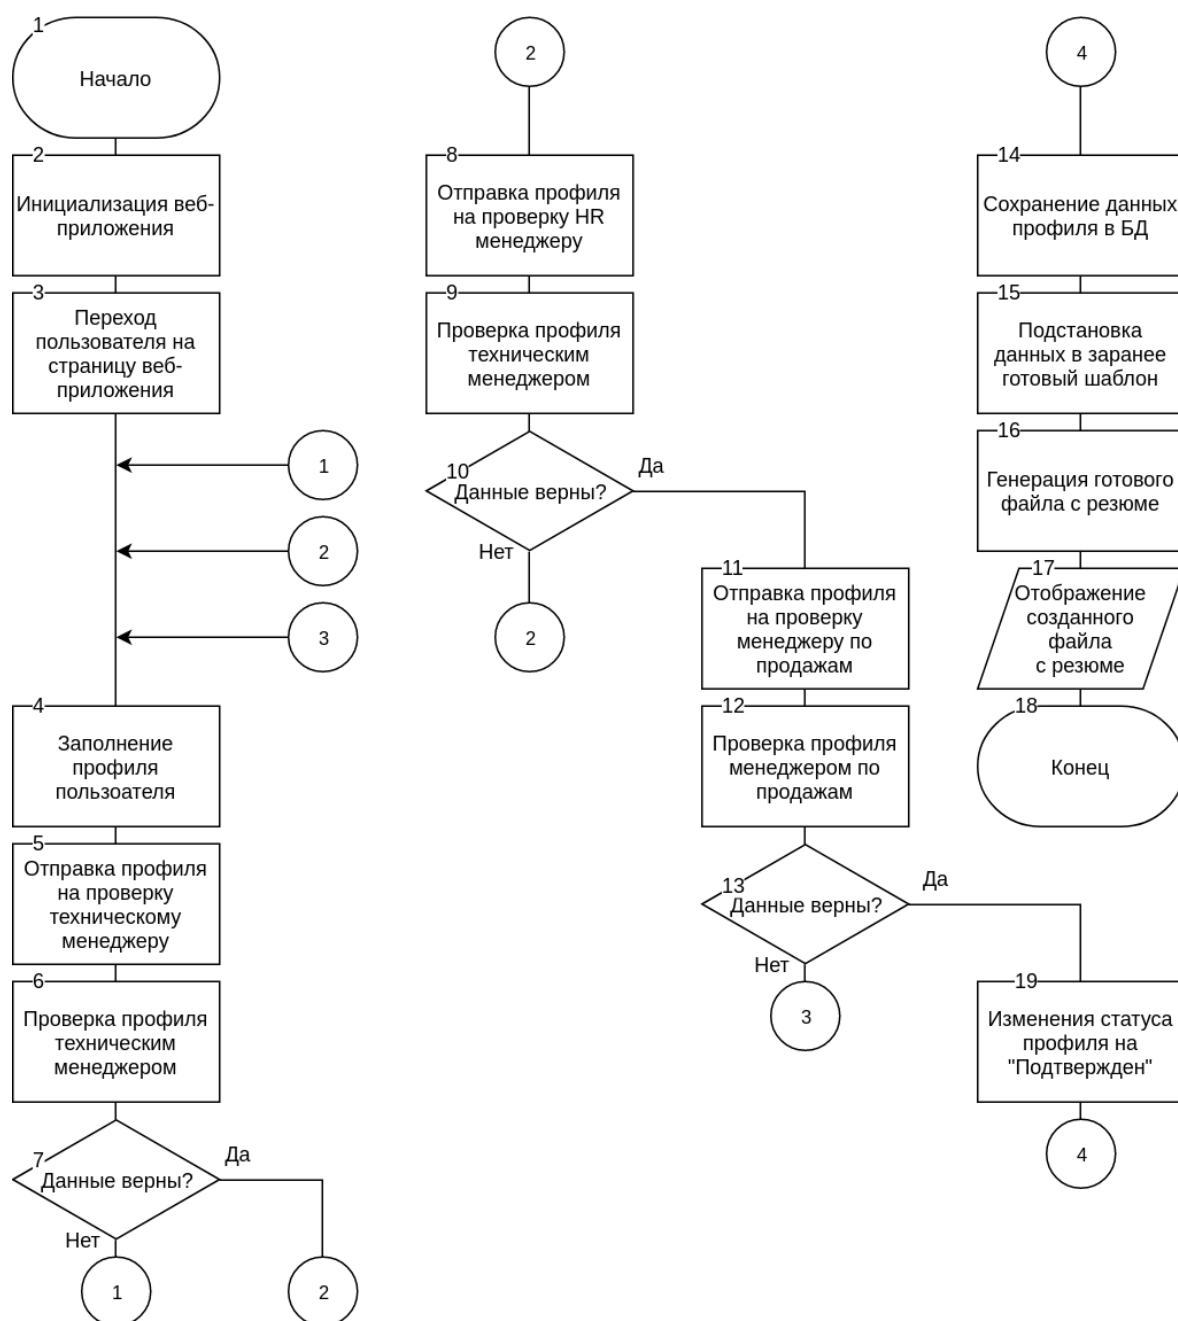 1
Начало
2
Инициализация веб-
приложения
3
Переход
пользователя на
страницу веб-
приложения
1
2
3
4
Заполнение
профиля
пользоателя
5
Отправка профиля
на проверку
техническому
менеджеру
6
Проверка профиля
техническим
менеджером
7
Данные верны?
Да
Нет
1
2
2
8
Отправка профиля
на проверку HR
менеджеру
9
Проверка профиля
техническим
менеджером
10
Данные верны?
Да
Нет
2
11
Отправка профиля
на проверку
менеджеру по
продажам
12
Проверка профиля
менеджером по
продажам
13
Данные верны?
Да
Нет
3
4
14
Сохранение данных
профиля в БД
15
Подстановка
данных в заранее
готовый шаблон
16
Генерация готового
файла с резюме
17
Отображение
созданного
файла
с резюме
18
Конец
19
Изменения статуса
профиля на
"Подтвержден"
4